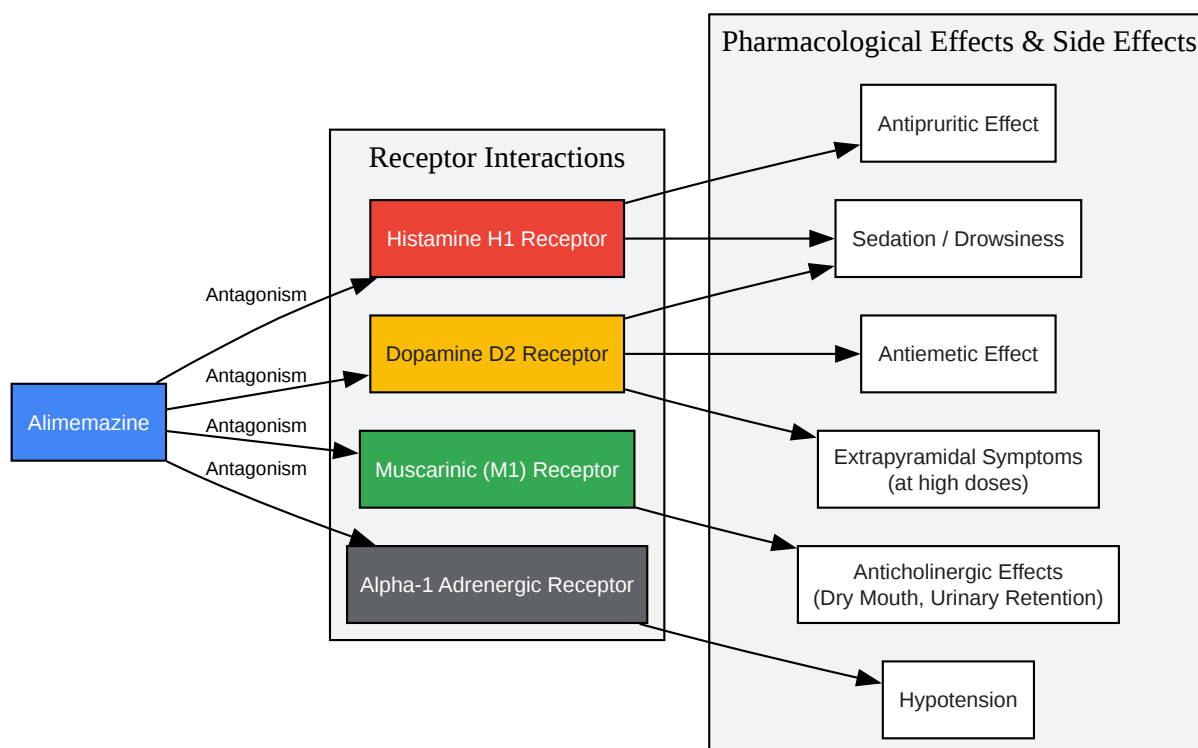 Pharmacological Effects & Side Effects
Receptor Interactions
Alimemazine
Antagonism
Antagonism
Antagonism
Antagonism
Histamine H1 Receptor
Dopamine D2 Receptor
Muscarinic (M1) Receptor
Alpha-1 Adrenergic Receptor
Antipruritic Effect
Sedation / Drowsiness
Antiemetic Effect
Extrapyramidal Symptoms
(at high doses)
Anticholinergic Effects
(Dry Mouth, Urinary Retention)
Hypotension